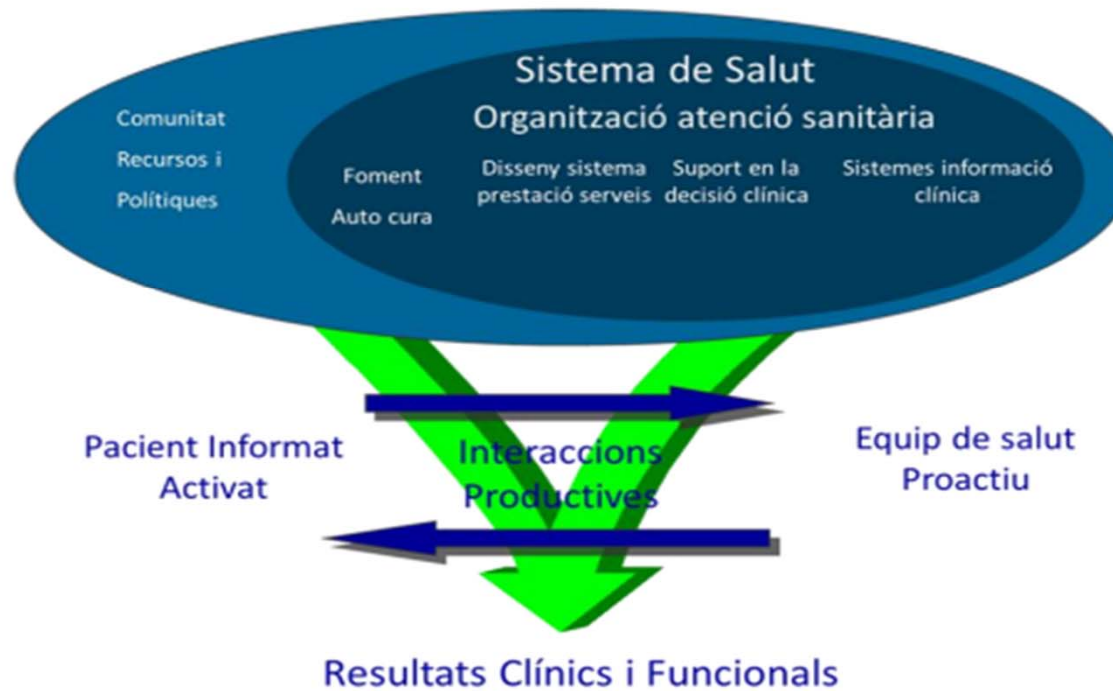 Sistema de Salut
Organització atenció sanitària
Comunitat
Recursos i
Polítiques
Foment
Auto cura
Disseny sistema
prestació serveis
Suport en la
decisió clínica
Sistemes informació
clínica
Pacient Informat
Activat
Interaccions
Productives
Equip de salut
Proactiu
Resultats Clínics i Funcionals